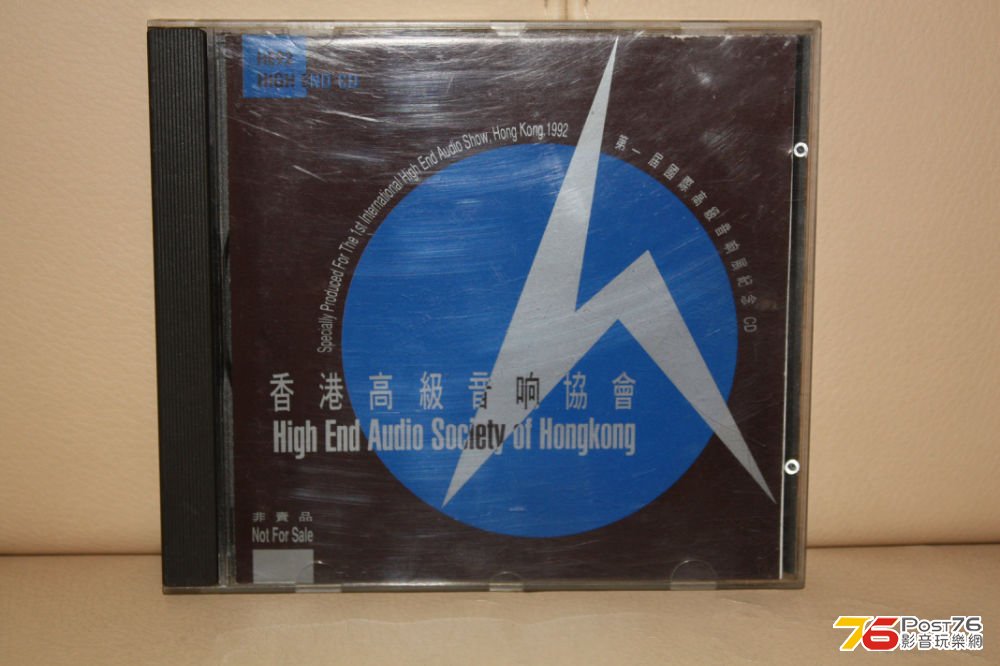 HIGH END CD
Specially Produced For The 1st International High End Audio Show, Hong Kong.1992
第一屆國際高級音響展紀念CD
香港高級音响協會
High End Audio Society of Hongkong
非賣品
Not For Sale
Post76
影音玩樂網